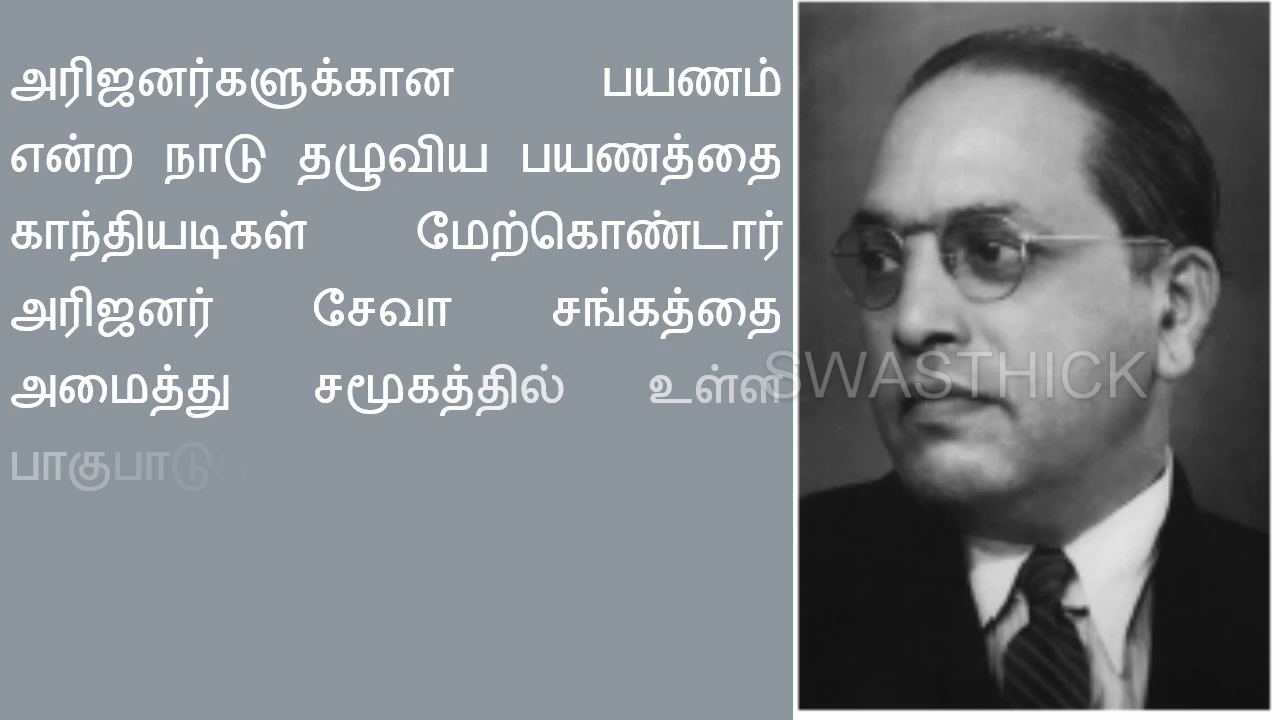 அரிஜனர்களுக்கான பயணம்
என்ற நாடு தழுவிய பயணத்தை
காந்தியடிகள் மேற்கொண்டார்
அரிஜனர் சேவா சங்கத்தை
அமைத்து சமூகத்தில் உள்ள
SWASTHICK